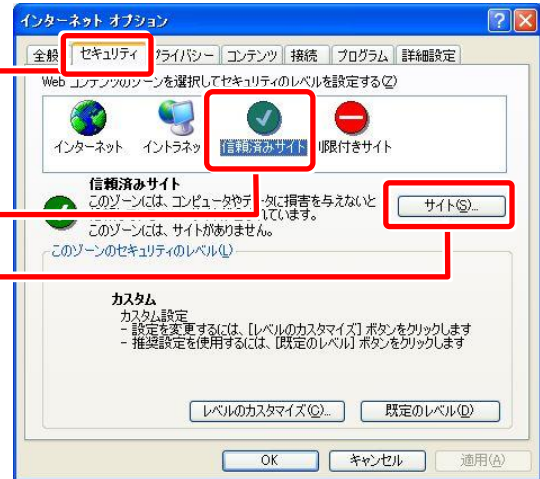 インターネット オプション
全般 セキュリティ プライバシー コンテンツ 接続 プログラム 詳細設定
Web コンテンツのゾーンを選択してセキュリティのレベルを設定する(Z)
インターネット イントラネッ 信頼済みサイト 限付きサイト
信頼済みサイト
このゾーンには、コンピュータやデータに損害を与えないと
ています。
このゾーンには、サイトがありません。
サイト(S)...
このゾーンのセキュリティのレベル(L)
カスタム
カスタム設定
- 設定を変更するには、[レベルのカスタマイズ] ボタンをクリックします
- 推奨設定を使用するには、[既定のレベル] ボタンをクリックします
レベルのカスタマイズ(C)... 既定のレベル(D)
OK キャンセル 適用(A)